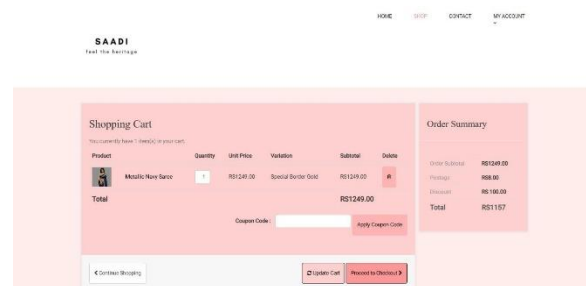 HOME SHOP CONTACT MY ACCOUNT
SAADI
feel the heritage
Shopping Cart
You currently have 1 item(s) in your cart.
Product Quantity Unit Price Variation Subtotal Delete
Metallic Navy Saree 1 RS1249.00 Special Border Gold RS1249.00
Total RS1249.00
Coupon Code : Apply Coupon Code
Continue Shopping Update Cart Proceed to Checkout
Order Summary
Order Subtotal RS1249.00
Postage RS8.00
Discount RS.100.00
Total RS1157